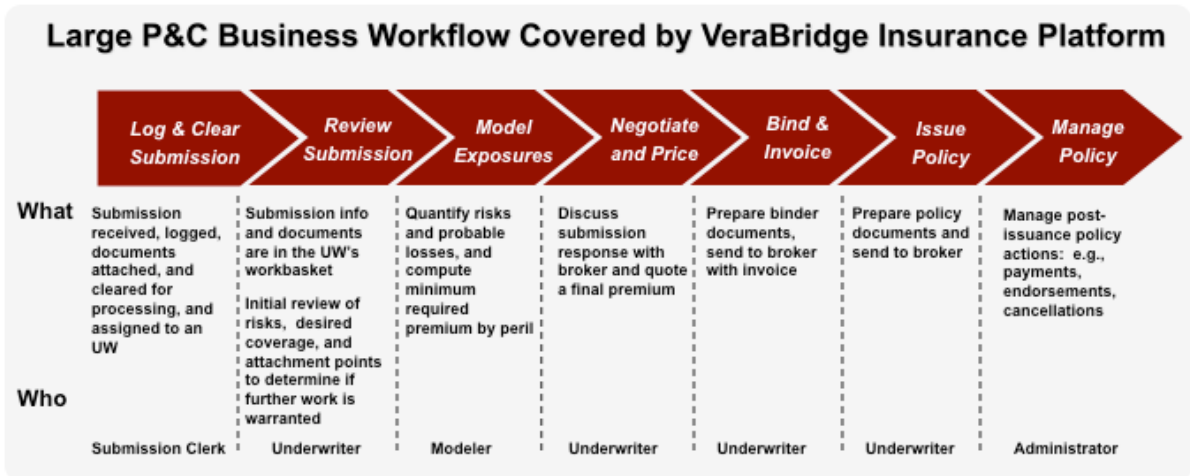 Large P&C Business Workflow Covered by VeraBridge Insurance Platform
Log & Clear
Submission
Review
Submission
Model
Exposures
Negotiate
and Price
Bind &
Invoice
Issue
Policy
Manage
Policy
What
Submission
received, logged,
documents
attached, and
cleared for
processing, and
assigned to an
UW
Submission info
and documents
are in the UW's
workbasket
Initial review of
risks, desired
coverage, and
attachment points
to determine if
further work is
warranted
Quantify risks
and probable
losses, and
compute
minimum
required
premium by peril
Discuss
submission
response with
broker and quote
a final premium
Prepare binder
documents,
send to broker
with invoice
Prepare policy
documents and
send to broker
Manage post-
issuance policy
actions: e.g.,
payments,
endorsements,
cancellations
Who
Submission Clerk
Underwriter
Modeler
Underwriter
Underwriter
Underwriter
Administrator